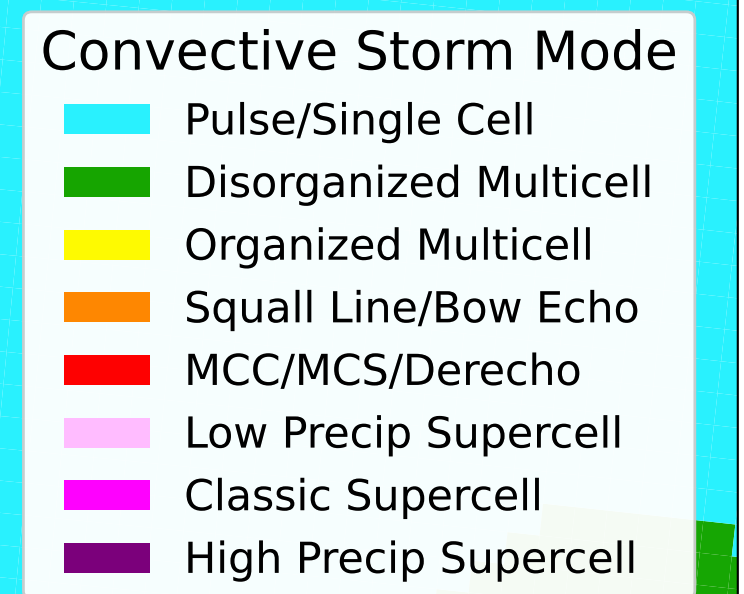 Convective Storm Mode
Pulse/Single Cell
Disorganized Multicell
Organized Multicell
Squall Line/Bow Echo
MCC/MCS/Derecho
Low Precip Supercell
Classic Supercell
High Precip Supercell